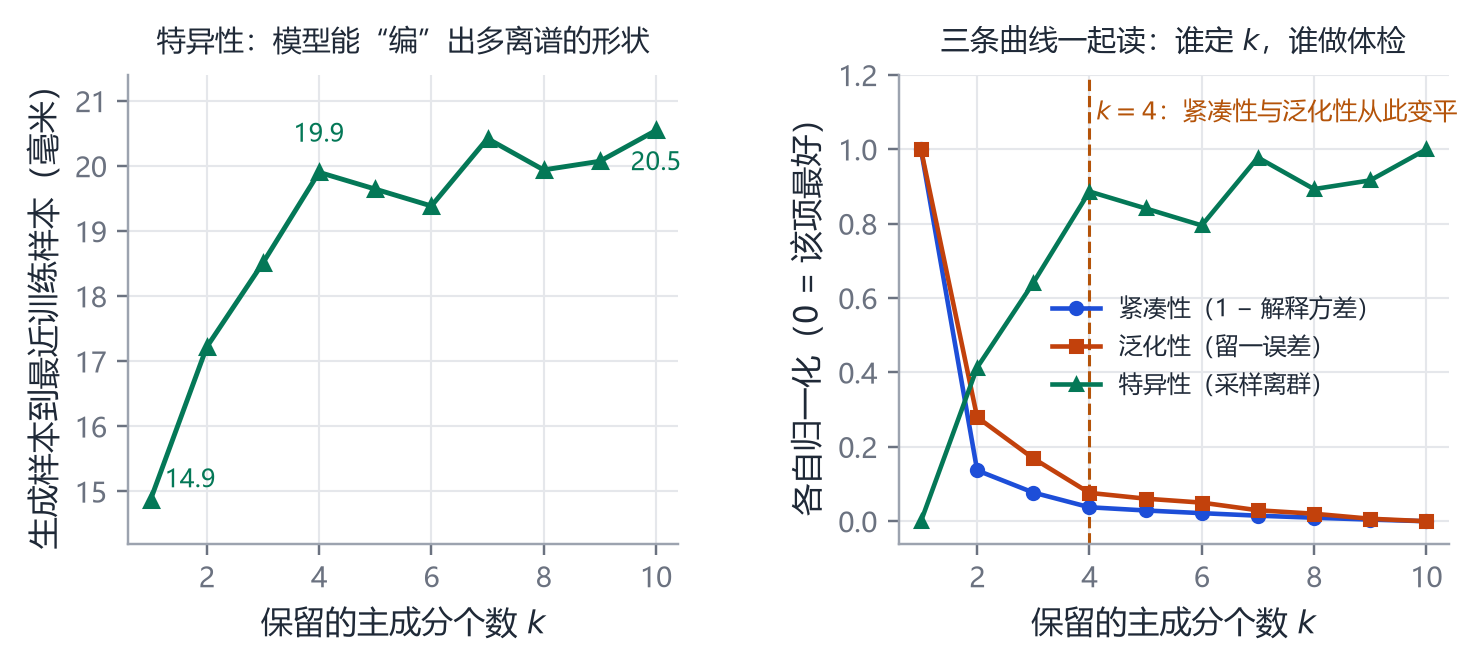 特异性：模型能“编”出多离谱的形状
生成样本到最近训练样本（毫米）
21
20
19
18
17
16
15
14.9
19.9
20.5
2
4
6
8
10
保留的主成分个数 k
三条曲线一起读：谁定 k，谁做体检
各自归一化（0 = 该项最好）
1.2
1.0
0.8
0.6
0.4
0.2
0.0
k = 4：紧凑性与泛化性从此变平
紧凑性（1 − 解释方差）
泛化性（留一误差）
特异性（采样离群）
2
4
6
8
10
保留的主成分个数 k